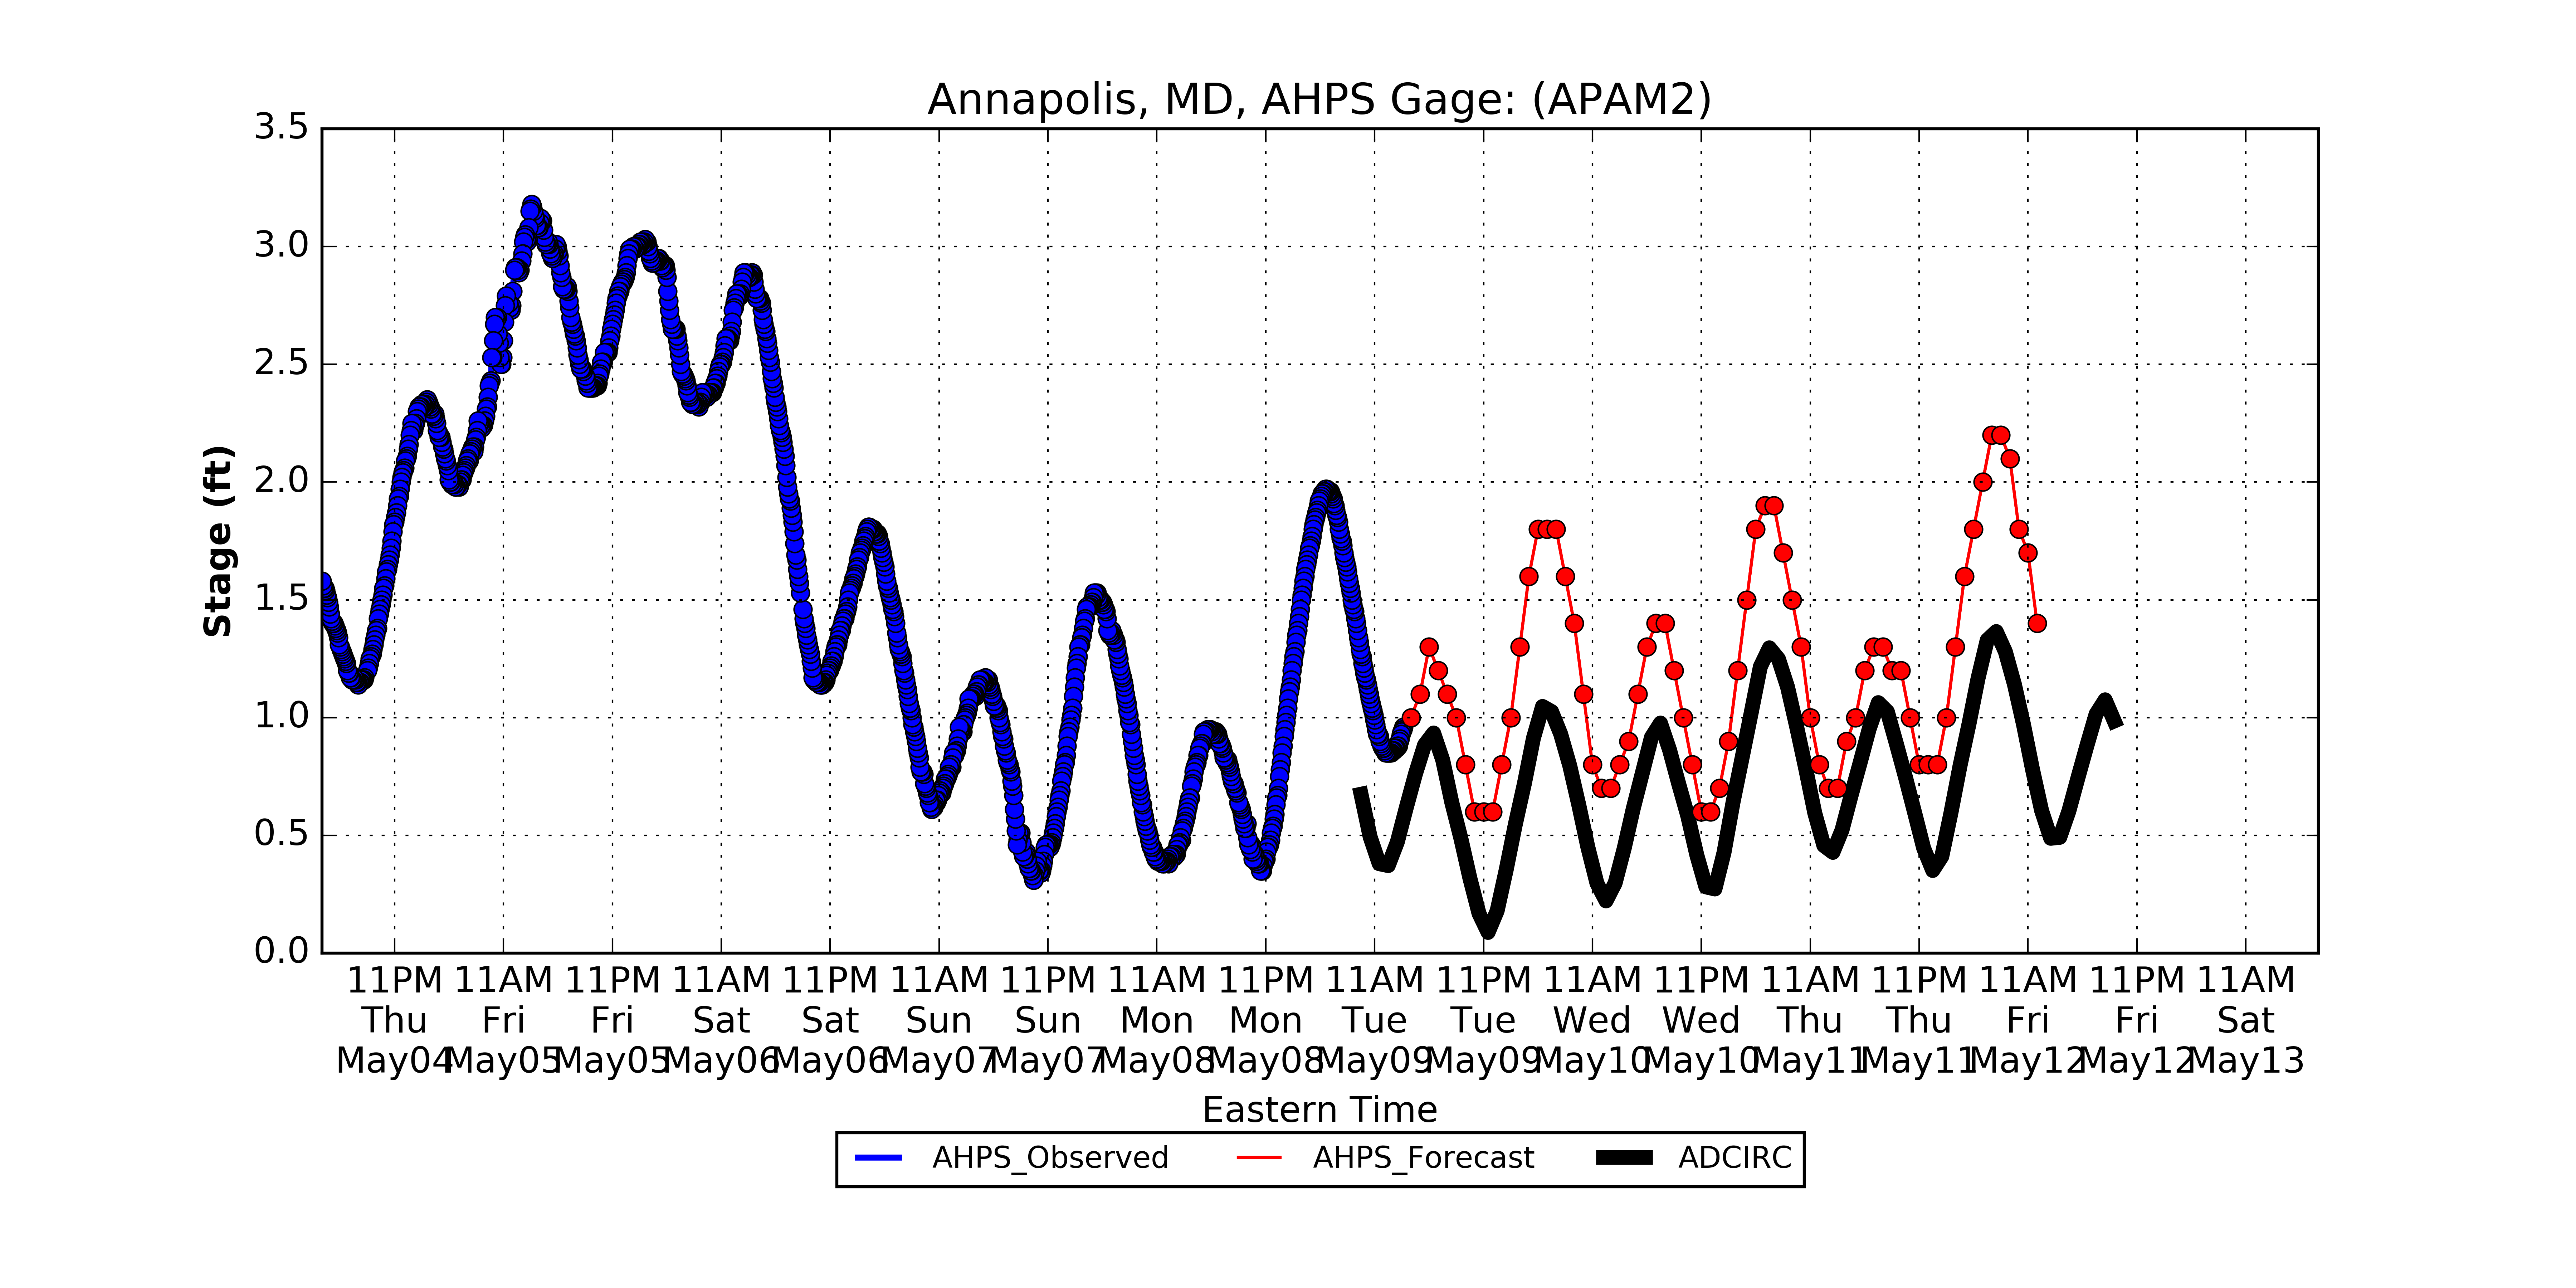 Annapolis, MD, AHPS Gage: (APAM2)
3.5
3.0
2.5
2.0
1.5
1.0
0.5
0.0
Stage (ft)
11PM 11AM 11PM 11AM 11PM 11AM 11PM 11AM 11PM 11AM 11PM 11AM 11PM 11AM 11PM 11AM 11PM 11AM
Thu Fri Fri Sat Sat Sun Sun Mon Mon Tue Tue Wed Wed Thu Thu Fri Fri Sat
May04 May05 May05 May06 May06 May07 May07 May08 May08 May09 May09 May10 May10 May11 May11 May12 May12 May13
Eastern Time
AHPS_Observed AHPS_Forecast ADCIRC